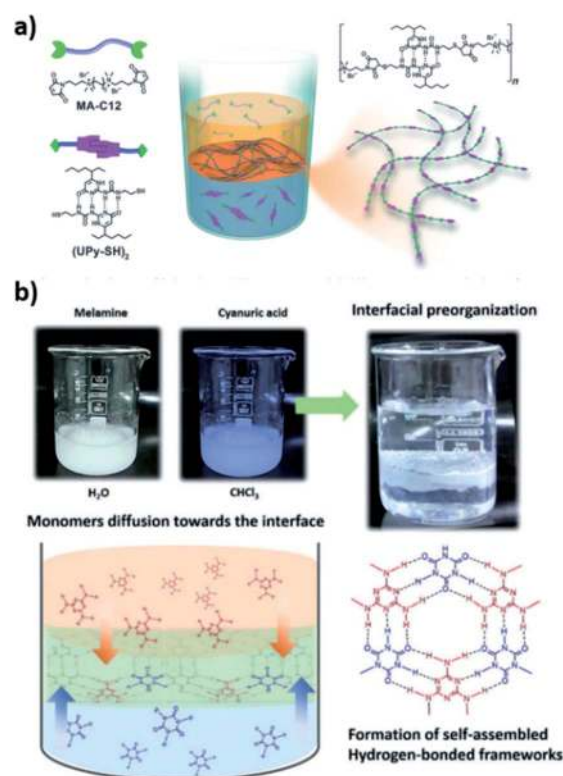 a)
MA-C12
(UPy-SH)₂
n
b)
Melamine
Cyanuric acid
Interfacial preorganization
H₂O
CHCl₃
Monomers diffusion towards the interface
Formation of self-assembled
Hydrogen-bonded frameworks